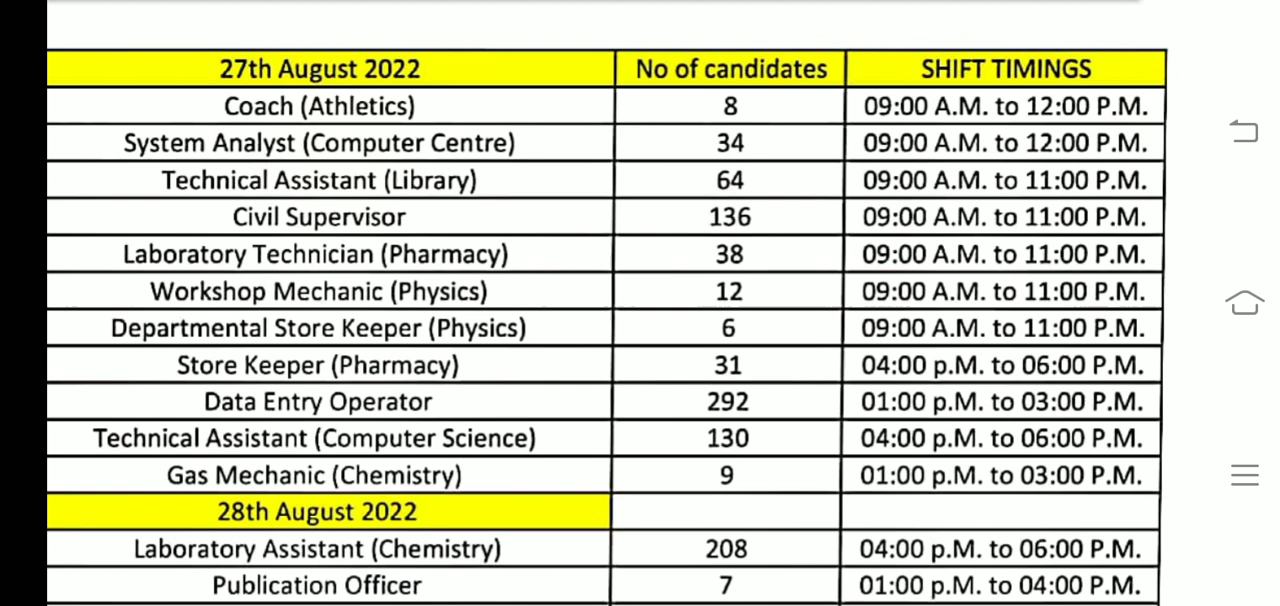 27th August 2022 No of candidates SHIFT TIMINGS
Coach (Athletics) 8 09:00 A.M. to 12:00 P.M.
System Analyst (Computer Centre) 34 09:00 A.M. to 12:00 P.M.
Technical Assistant (Library) 64 09:00 A.M. to 11:00 P.M.
Civil Supervisor 136 09:00 A.M. to 11:00 P.M.
Laboratory Technician (Pharmacy) 38 09:00 A.M. to 11:00 P.M.
Workshop Mechanic (Physics) 12 09:00 A.M. to 11:00 P.M.
Departmental Store Keeper (Physics) 6 09:00 A.M. to 11:00 P.M.
Store Keeper (Pharmacy) 31 04:00 p.M. to 06:00 P.M.
Data Entry Operator 292 01:00 p.M. to 03:00 P.M.
Technical Assistant (Computer Science) 130 04:00 p.M. to 06:00 P.M.
Gas Mechanic (Chemistry) 9 01:00 p.M. to 03:00 P.M.
28th August 2022
Laboratory Assistant (Chemistry) 208 04:00 p.M. to 06:00 P.M.
Publication Officer 7 01:00 p.M. to 04:00 P.M.